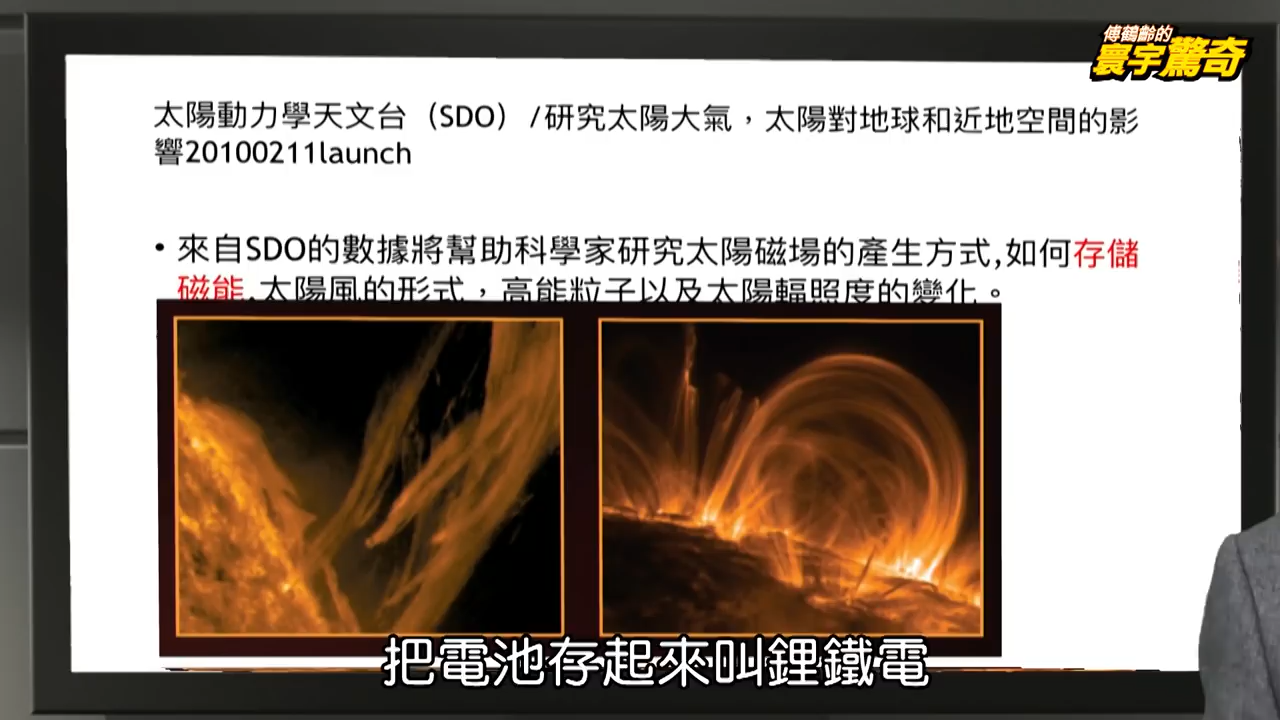 傅鶴齡的
寰宇驚奇
太陽動力學天文台（SDO）/研究太陽大氣，太陽對地球和近地空間的影
響20100211launch
• 來自SDO的數據將幫助科學家研究太陽磁場的產生方式,如何存儲
磁能,太陽風的形式，高能粒子以及太陽輻照度的變化。
把電池存起來叫鋰鐵電